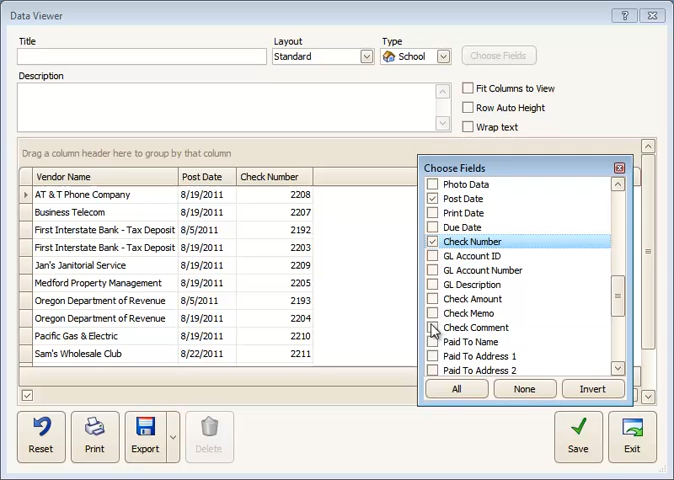 Data Viewer
Title
Layout
Type
Standard
School
Choose Fields
Description
Fit Columns to View
Row Auto Height
Wrap text
Drag a column header here to group by that column
Vendor Name Post Date Check Number
AT & T Phone Company 8/19/2011 2208
Business Telecom 8/19/2011 2207
First Interstate Bank - Tax Deposit 8/5/2011 2192
First Interstate Bank - Tax Deposit 8/19/2011 2203
Jan's Janitorial Service 8/19/2011 2209
Medford Property Management 8/19/2011 2205
Oregon Department of Revenue 8/5/2011 2193
Oregon Department of Revenue 8/19/2011 2204
Pacific Gas & Electric 8/19/2011 2210
Sam's Wholesale Club 8/22/2011 2211
Choose Fields
Photo Data
Post Date
Print Date
Due Date
Check Number
GL Account ID
GL Account Number
GL Description
Check Amount
Check Memo
Check Comment
Paid To Name
Paid To Address 1
Paid To Address 2
All None Invert
Reset Print Export Delete Save Exit